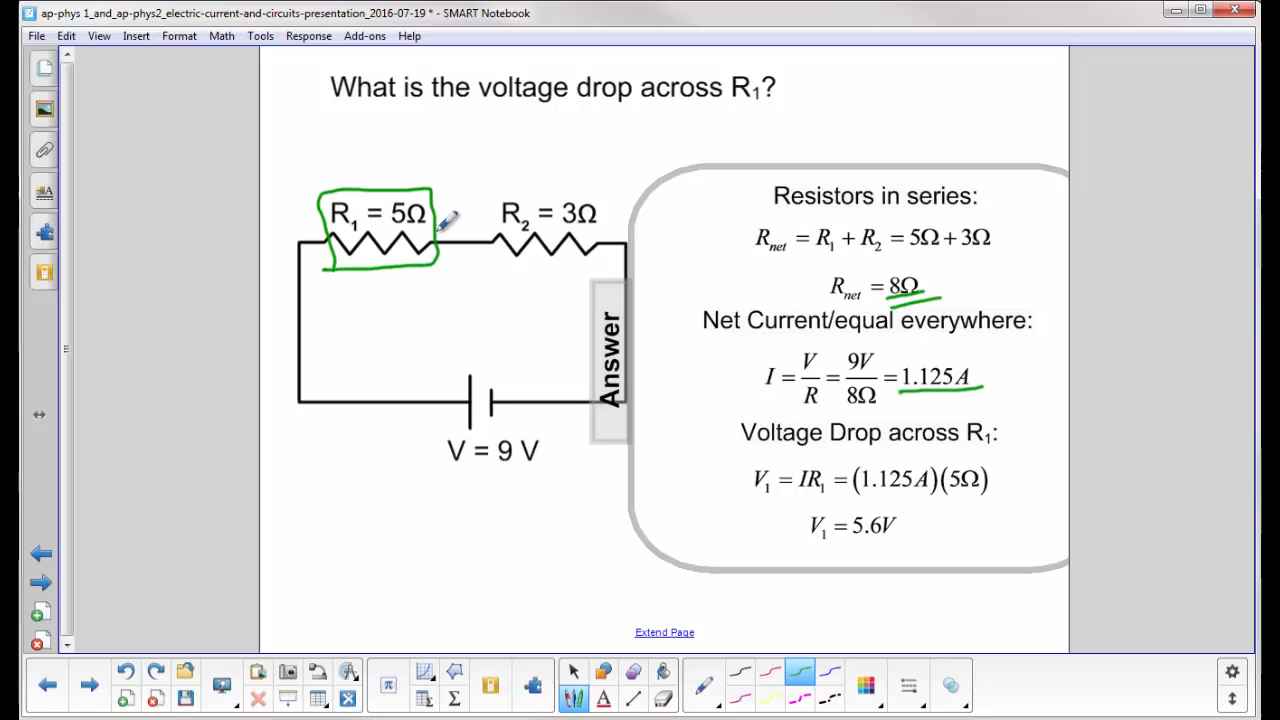 ap-phys 1_and_ap-phys2_electric-current-and-circuits-presentation_2016-07-19 * - SMART Notebook
File Edit View Insert Format Math Tools Response Add-ons Help
What is the voltage drop across R₁?
R₁ = 5Ω
R₂ = 3Ω
V = 9 V
Answer
Resistors in series:
Rnet = R₁ + R₂ = 5Ω + 3Ω
Rnet = 8Ω
Net Current/equal everywhere:
I = V/R = 9V/8Ω = 1.125A
Voltage Drop across R₁:
V₁ = IR₁ = (1.125A)(5Ω)
V₁ = 5.6V
Extend Page